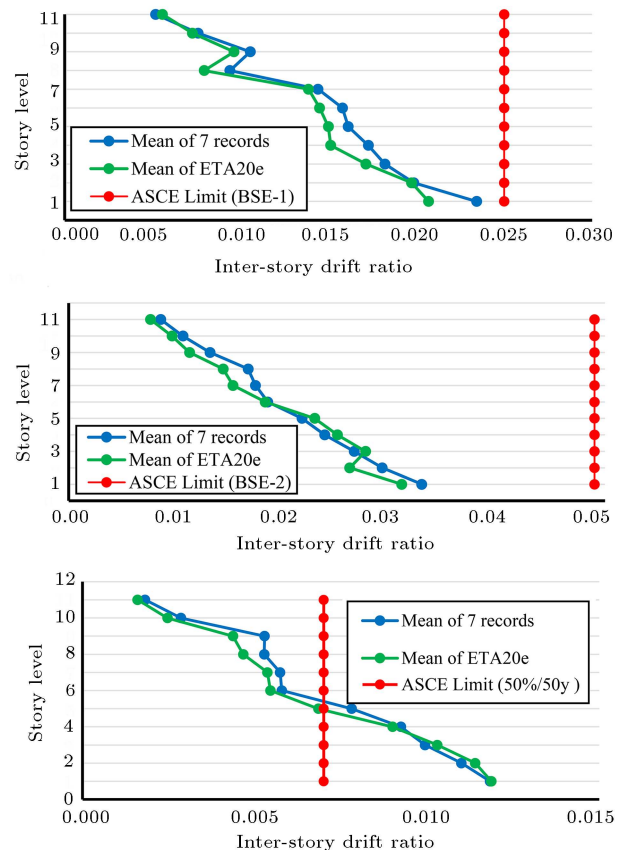 11
9
7
5
3
1
Story level
Mean of 7 records
Mean of ETA20e
ASCE Limit (BSE-1)
0.000 0.005 0.010 0.015 0.020 0.025 0.030
Inter-story drift ratio
11
9
7
5
3
1
Story level
Mean of 7 records
Mean of ETA20e
ASCE Limit (BSE-2)
0.00 0.01 0.02 0.03 0.04 0.05
Inter-story drift ratio
12
10
8
6
4
2
0
Story level
Mean of 7 records
Mean of ETA20e
ASCE Limit (50%/50y )
0.000 0.005 0.010 0.015
Inter-story drift ratio